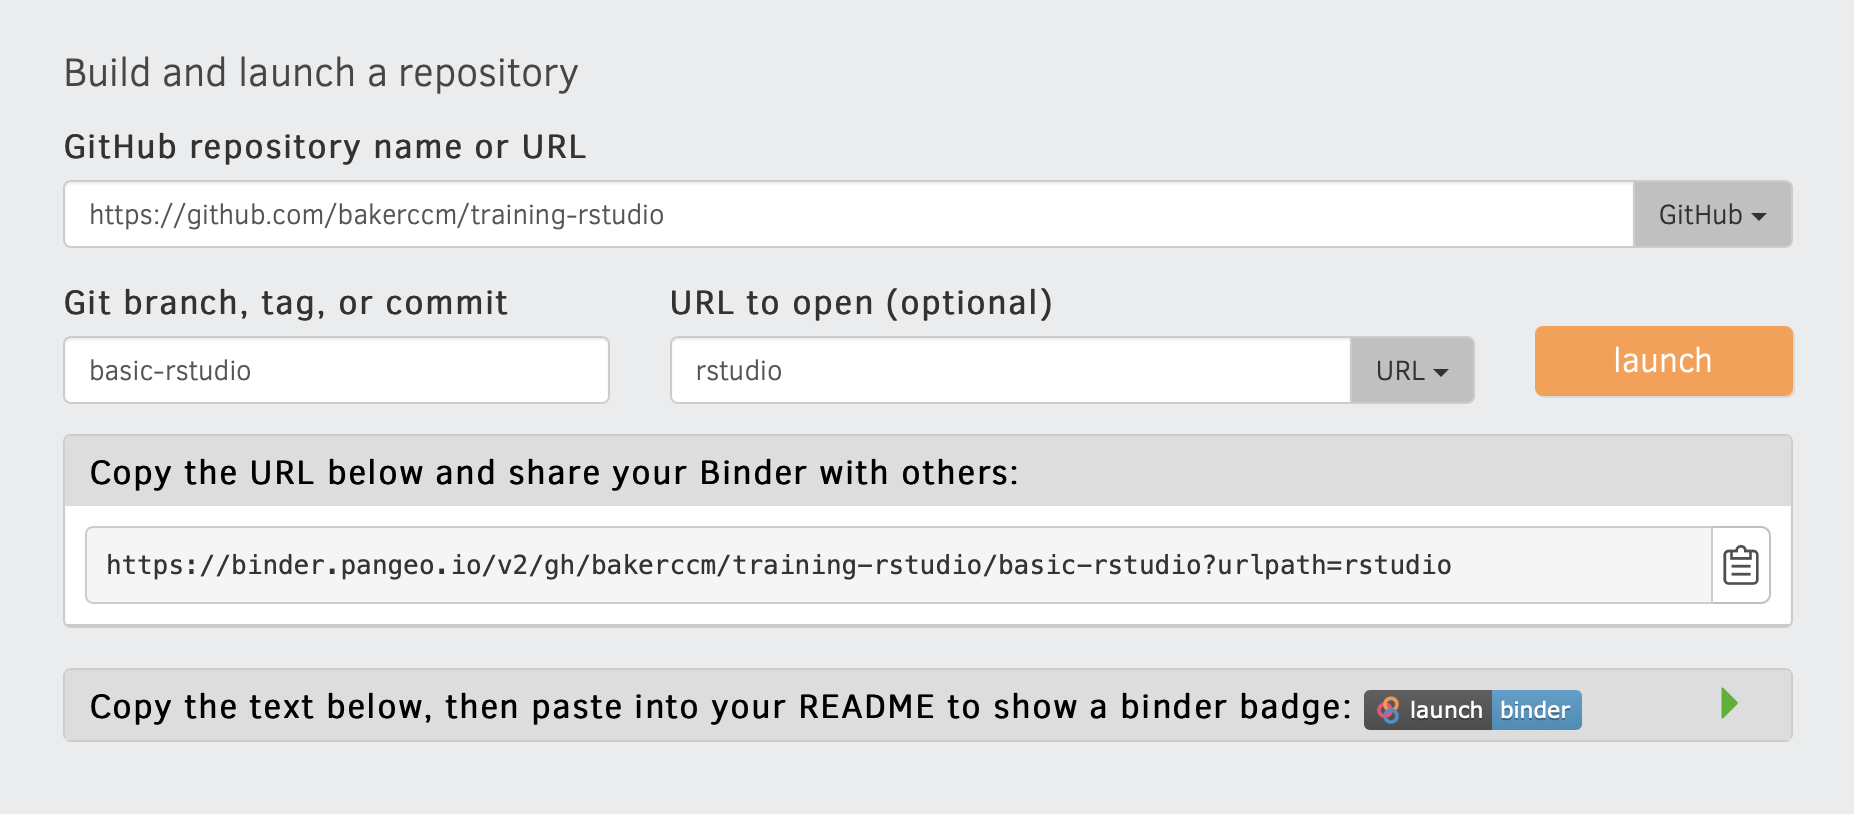 Build and launch a repository
GitHub repository name or URL
https://github.com/bakerccm/training-rstudio
GitHub
Git branch, tag, or commit
URL to open (optional)
basic-rstudio
rstudio
URL
launch
Copy the URL below and share your Binder with others:
https://binder.pangeo.io/v2/gh/bakerccm/training-rstudio/basic-rstudio?urlpath=rstudio
Copy the text below, then paste into your README to show a binder badge: launch binder